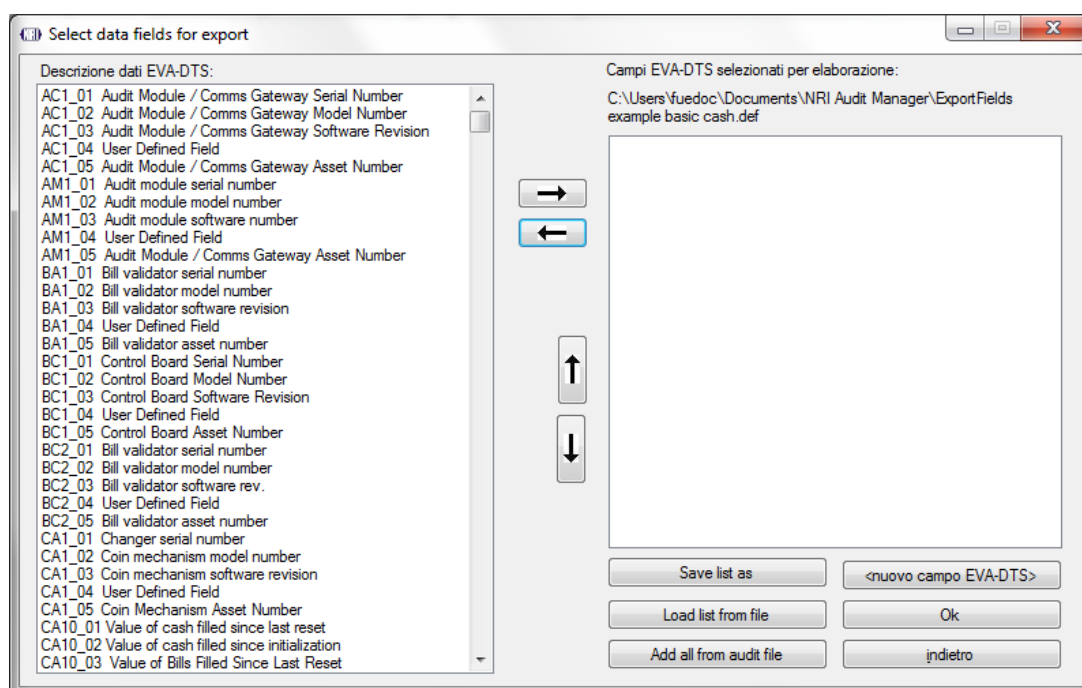 Select data fields for export
Descrizione dati EVA-DTS:
AC1_01 Audit Module / Comms Gateway Serial Number
AC1_02 Audit Module / Comms Gateway Model Number
AC1_03 Audit Module / Comms Gateway Software Revision
AC1_04 User Defined Field
AC1_05 Audit Module / Comms Gateway Asset Number
AM1_01 Audit module serial number
AM1_02 Audit module model number
AM1_03 Audit module software number
AM1_04 User Defined Field
AM1_05 Audit Module / Comms Gateway Asset Number
BA1_01 Bill validator serial number
BA1_02 Bill validator model number
BA1_03 Bill validator software revision
BA1_04 User Defined Field
BA1_05 Bill validator asset number
BC1_01 Control Board Serial Number
BC1_02 Control Board Model Number
BC1_03 Control Board Software Revision
BC1_04 User Defined Field
BC1_05 Control Board Asset Number
BC2_01 Bill validator serial number
BC2_02 Bill validator model number
BC2_03 Bill validator software rev.
BC2_04 User Defined Field
BC2_05 Bill validator asset number
CA1_01 Changer serial number
CA1_02 Coin mechanism model number
CA1_03 Coin mechanism software revision
CA1_04 User Defined Field
CA1_05 Coin Mechanism Asset Number
CA10_01 Value of cash filled since last reset
CA10_02 Value of cash filled since initialization
CA10_03 Value of Bills Filled Since Last Reset
Campi EVA-DTS selezionati per elaborazione:
C:\Users\fuedoc\Documents\NRI Audit Manager\ExportFields
example basic cash.def
Save list as
<nuovo campo EVA-DTS>
Load list from file
Ok
Add all from audit file
indietro